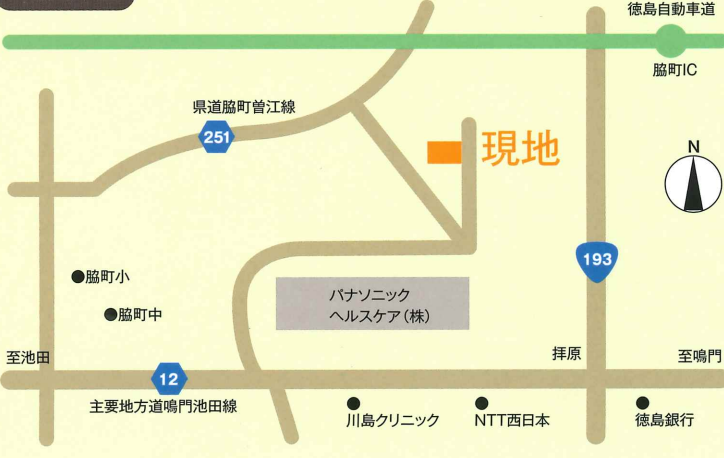 徳島自動車道
脇町IC
県道脇町曽江線
251
現地
N
193
脇町小
脇町中
パナソニック
ヘルスケア(株)
至池田
拝原
至鳴門
12
主要地方道鳴門池田線
川島クリニック
NTT西日本
徳島銀行